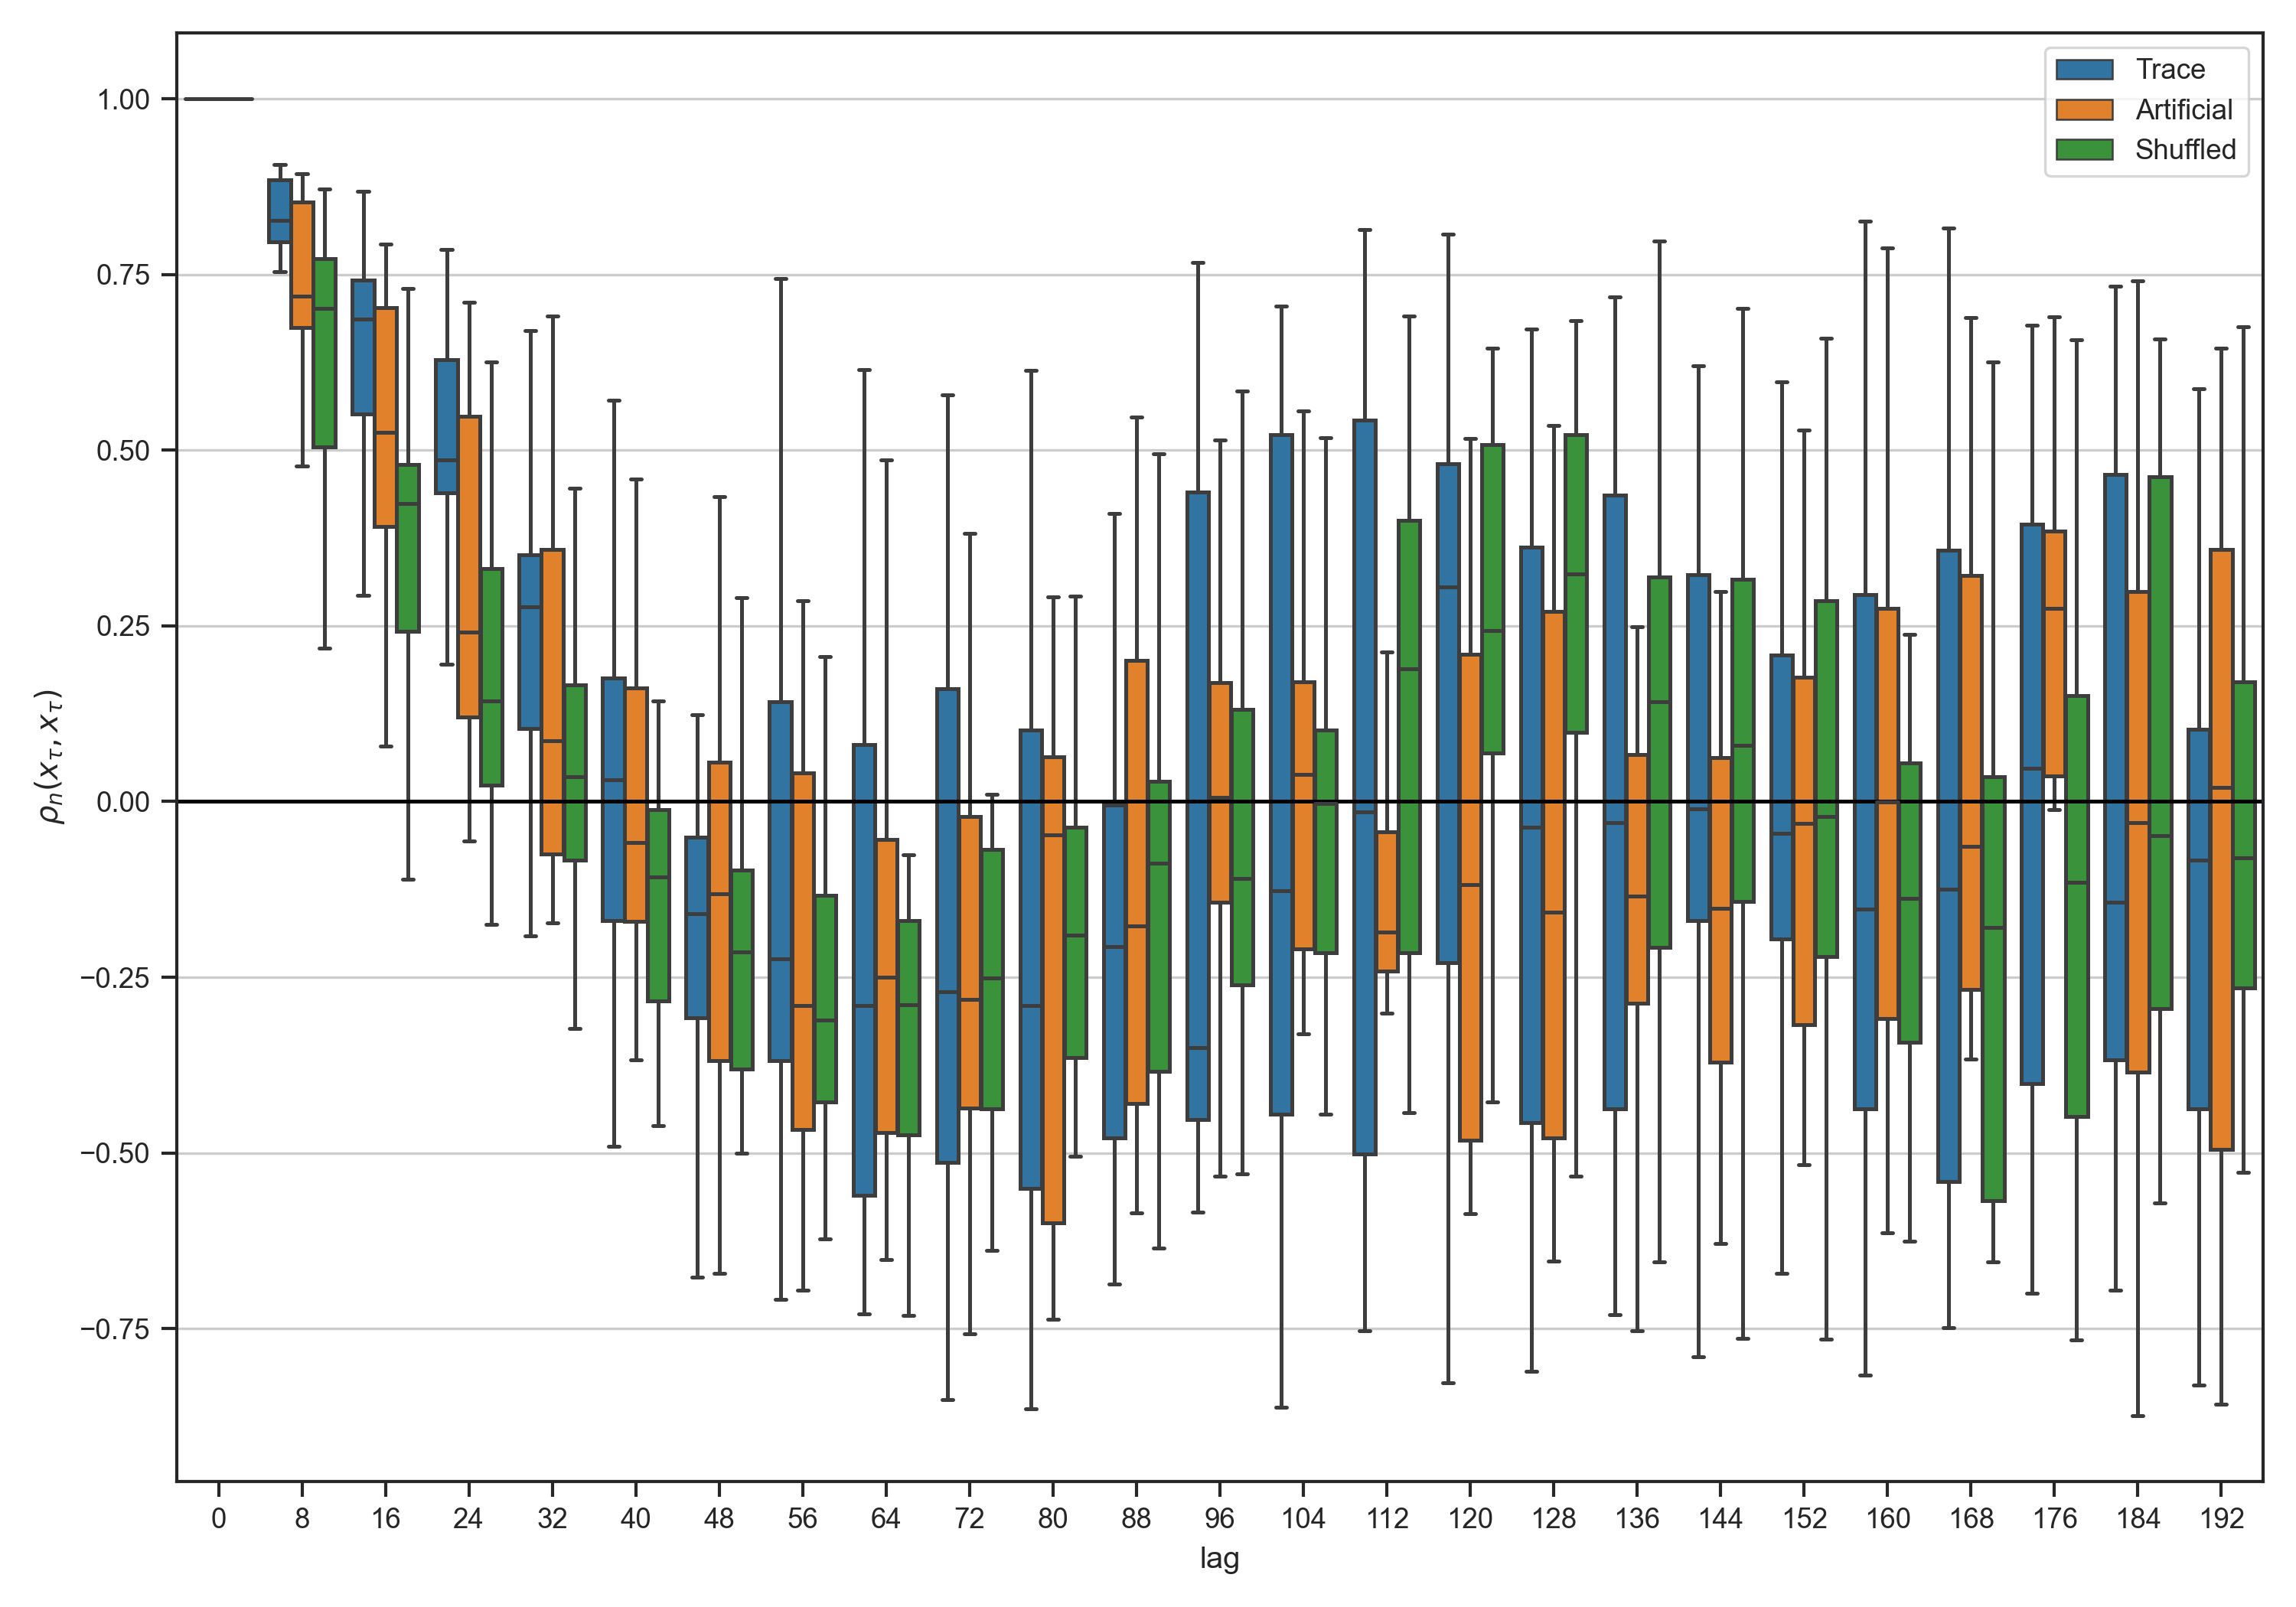 Trace
Artificial
Shuffled
1.00
0.75
0.50
0.25
0.00
−0.25
−0.50
−0.75
ρₙ(x_τ, x_τ)
0 8 16 24 32 40 48 56 64 72 80 88 96 104 112 120 128 136 144 152 160 168 176 184 192
lag